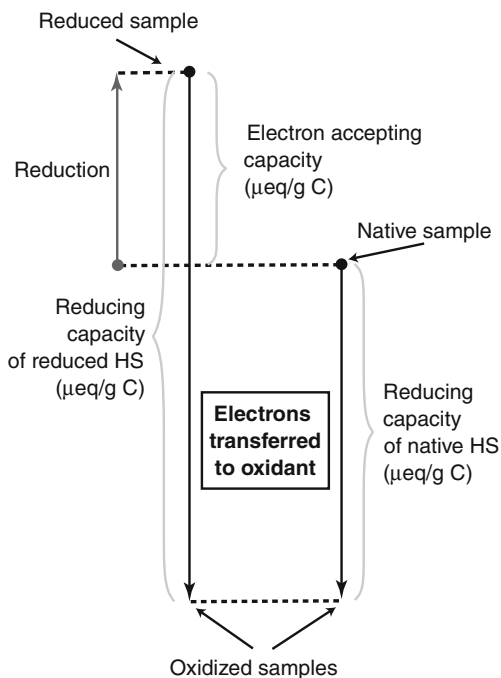 Reduced sample
Electron accepting
capacity
(μeq/g C)
Reduction
Native sample
Reducing
capacity
of reduced HS
(μeq/g C)
Electrons
transferred
to oxidant
Reducing
capacity
of native HS
(μeq/g C)
Oxidized samples